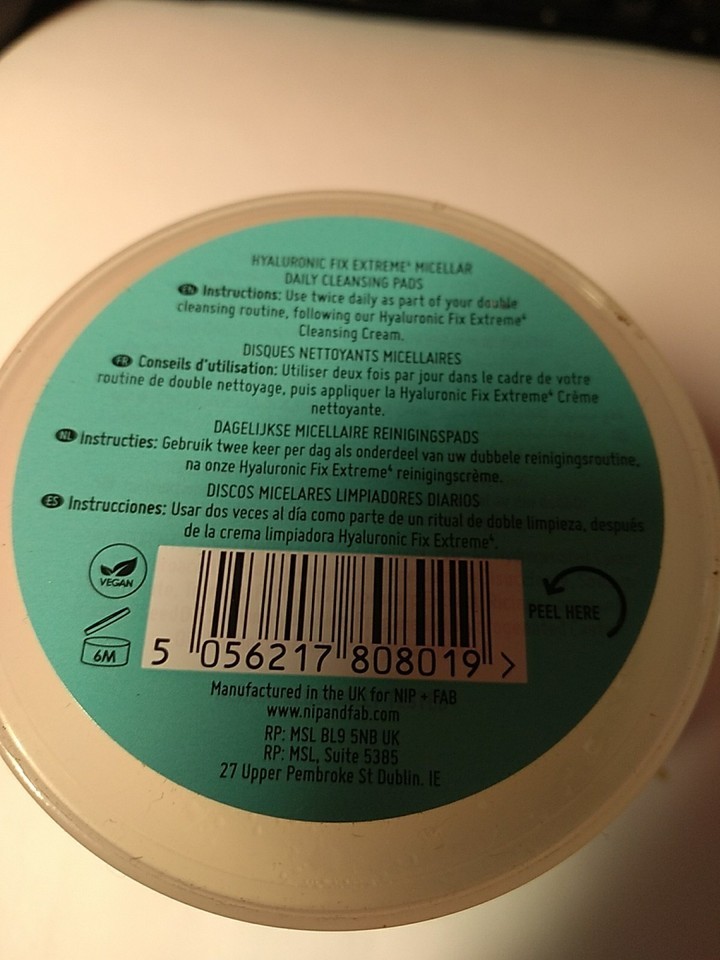 HYALURONIC FIX EXTREME⁴ MICELLAR
DAILY CLEANSING PADS
EN Instructions: Use twice daily as part of your double
cleansing routine, following our Hyaluronic Fix Extreme⁴
Cleansing Cream.
DISQUES NETTOYANTS MICELLAIRES
FR Conseils d'utilisation: Utiliser deux fois par jour dans le cadre de votre
routine de double nettoyage, puis appliquer la Hyaluronic Fix Extreme⁴ Crème
nettoyante.
DAGELIJKSE MICELLAIRE REINIGINGSPADS
NL Instructies: Gebruik twee keer per dag als onderdeel van uw dubbele reinigingsroutine,
na onze Hyaluronic Fix Extreme⁴ reinigingscrème.
DISCOS MICELARES LIMPIADORES DIARIOS
ES Instrucciones: Usar dos veces al día como parte de un ritual de doble limpieza, después
de la crema limpiadora Hyaluronic Fix Extreme⁴.
VEGAN
PEEL HERE
6M
5 056217 808019 >
Manufactured in the UK for NIP + FAB
www.nipandfab.com
RP: MSL BL9 5NB UK
RP: MSL, Suite 5385
27 Upper Pembroke St Dublin. IE